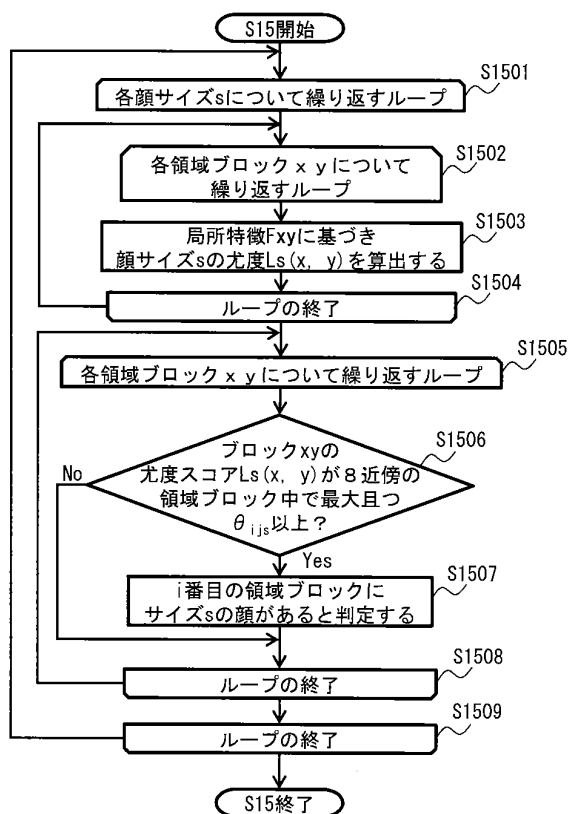 S15開始
S1501
各顔サイズsについて繰り返すループ
S1502
各領域ブロックxyについて
繰り返すループ
S1503
局所特徴Fxyに基づき
顔サイズsの尤度Ls(x, y)を算出する
S1504
ループの終了
S1505
各領域ブロックxyについて繰り返すループ
S1506
ブロックxyの
尤度スコアLs(x, y)が8近傍の
領域ブロック中で最大且つ
θijs以上?
No
Yes
S1507
i番目の領域ブロックに
サイズsの顔があると判定する
S1508
ループの終了
S1509
ループの終了
S15終了